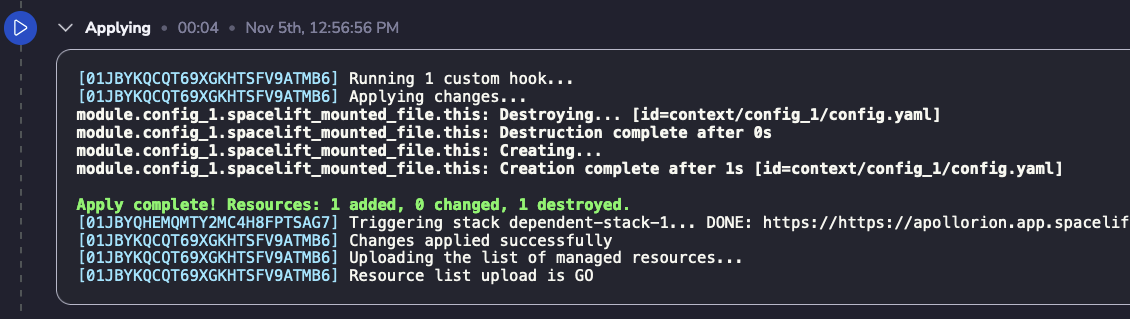 Applying • 00:04 • Nov 5th, 12:56:56 PM
[01JBYKQCQT69XGKHTSFV9ATMB6] Running 1 custom hook...
[01JBYKQCQT69XGKHTSFV9ATMB6] Applying changes...
module.config_1.spacelift_mounted_file.this: Destroying... [id=context/config_1/config.yaml]
module.config_1.spacelift_mounted_file.this: Destruction complete after 0s
module.config_1.spacelift_mounted_file.this: Creating...
module.config_1.spacelift_mounted_file.this: Creation complete after 1s [id=context/config_1/config.yaml]
Apply complete! Resources: 1 added, 0 changed, 1 destroyed.
[01JBYQHEMQMTY2MC4H8FPTSAG7] Triggering stack dependent-stack-1... DONE: https://https://apollorion.app.spacelif
[01JBYKQCQT69XGKHTSFV9ATMB6] Changes applied successfully
[01JBYKQCQT69XGKHTSFV9ATMB6] Uploading the list of managed resources...
[01JBYKQCQT69XGKHTSFV9ATMB6] Resource list upload is GO